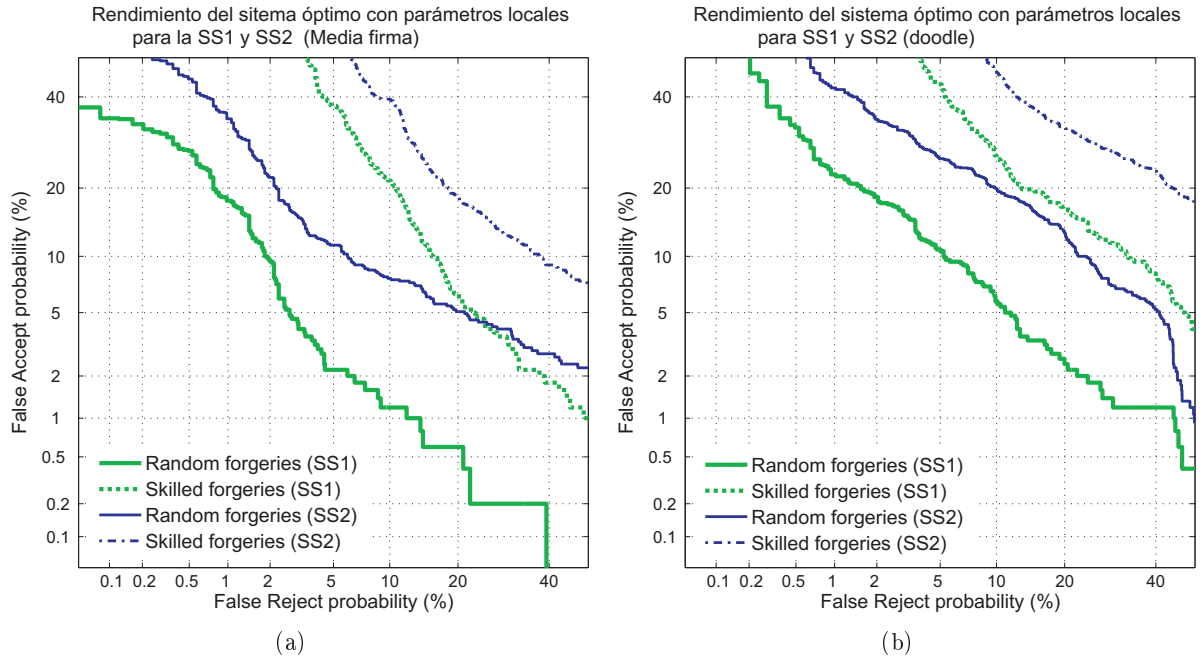 Rendimiento del sitema óptimo con parámetros locales
para la SS1 y SS2 (Media firma)
False Accept probability (%)
40
20
10
5
2
1
0.5
0.2
0.1
Random forgeries (SS1)
Skilled forgeries (SS1)
Random forgeries (SS2)
Skilled forgeries (SS2)
0.1 0.2 0.5 1 2 5 10 20 40
False Reject probability (%)
(a)
Rendimiento del sistema óptimo con parámetros locales
para SS1 y SS2 (doodle)
False Accept probability (%)
40
20
10
5
2
1
0.5
0.2
0.1
Random forgeries (SS1)
Skilled forgeries (SS1)
Random forgeries (SS2)
Skilled forgeries (SS2)
0.1 0.2 0.5 1 2 5 10 20 40
False Reject probability (%)
(b)